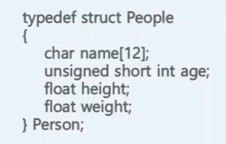 typedef struct People
{
char name[12];
unsigned short int age;
float height;
float weight;
} Person;